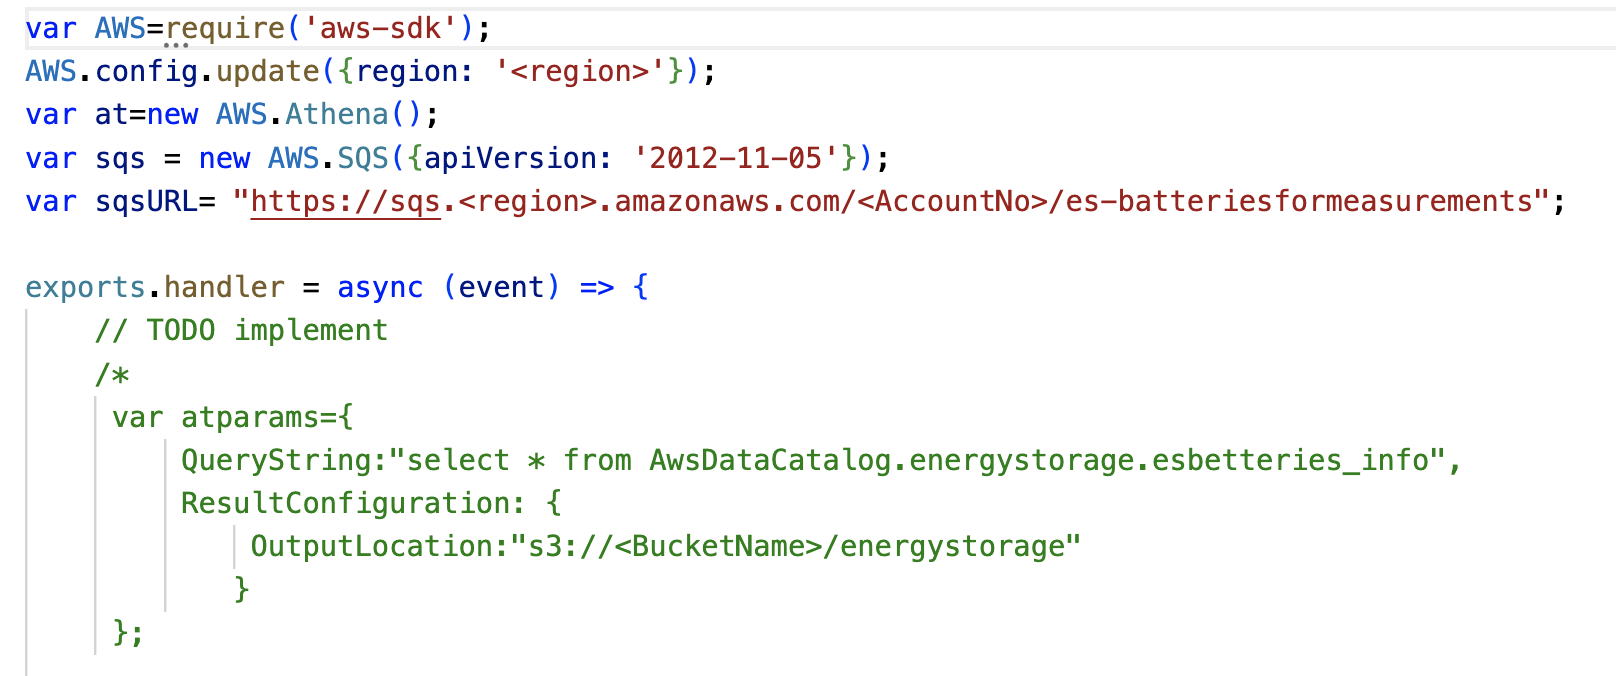 var AWS=require('aws-sdk');
AWS.config.update({region: '<region>'});
var at=new AWS.Athena();
var sqs = new AWS.SQS({apiVersion: '2012-11-05'});
var sqsURL= "https://sqs.<region>.amazonaws.com/<AccountNo>/es-batteriesformeasurements";
exports.handler = async (event) => {
// TODO implement
/*
var atparams={
QueryString:"select * from AwsDataCatalog.energystorage.esbetteries_info",
ResultConfiguration: {
OutputLocation:"s3://<BucketName>/energystorage"
}
};